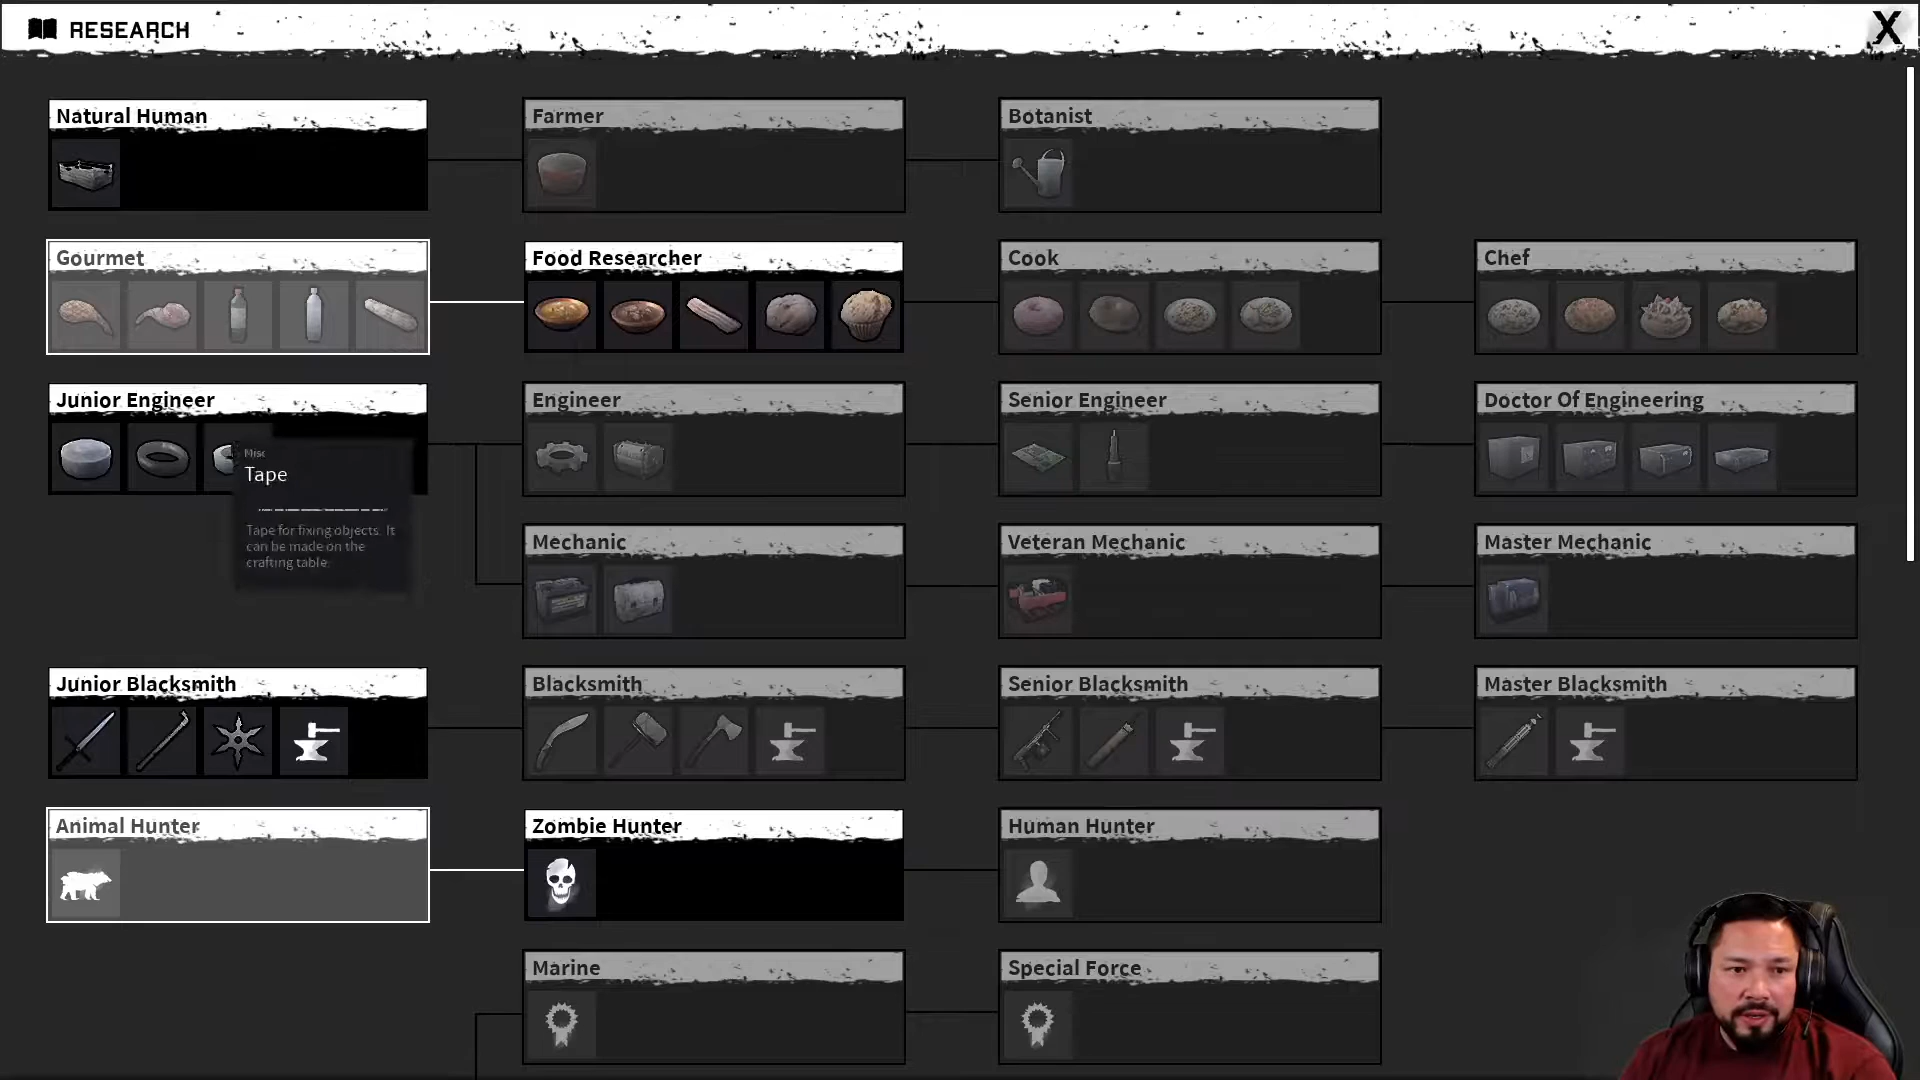 RESEARCH
X
Natural Human
Farmer
Botanist
Gourmet
Food Researcher
Cook
Chef
Junior Engineer
Engineer
Senior Engineer
Doctor Of Engineering
Misc
Tape
Tape for fixing objects. It
can be made on the
crafting table.
Mechanic
Veteran Mechanic
Master Mechanic
Junior Blacksmith
Blacksmith
Senior Blacksmith
Master Blacksmith
Animal Hunter
Zombie Hunter
Human Hunter
Marine
Special Force